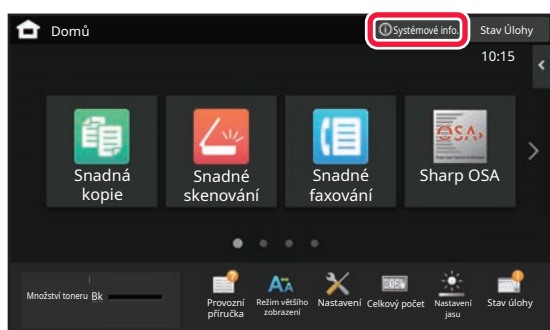 Domů
Systémové info.
Stav Úlohy
10:15
Snadná
kopie
Snadné
skenování
Snadné
faxování
Sharp OSA
Množství toneru Bk
Provozní
příručka
Režim většího
zobrazení
Nastavení
Celkový počet
Nastavení
jasu
Stav úlohy